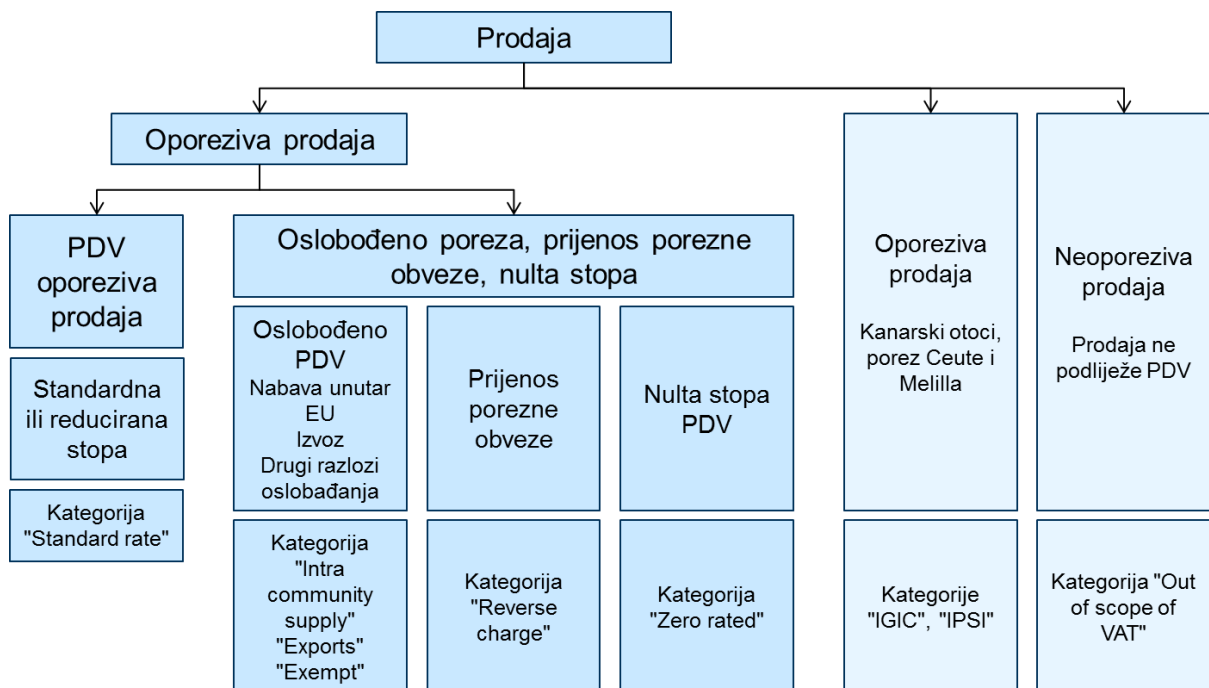 Prodaja
Oporeziva prodaja
PDV
oporeziva
prodaja
Standardna
ili reducirana
stopa
Kategorija
"Standard rate"
Oslobođeno poreza, prijenos porezne
obveze, nulta stopa
Oslobođeno
PDV
Nabava unutar
EU
Izvoz
Drugi razlozi
oslobađanja
Kategorija
"Intra
community
supply"
"Exports"
"Exempt"
Prijenos
porezne
obveze
Kategorija
"Reverse
charge"
Nulta stopa
PDV
Kategorija
"Zero rated"
Oporeziva
prodaja
Kanarski otoci,
porez Ceute i
Melilla
Kategorije
"IGIC", "IPSI"
Neoporeziva
prodaja
Prodaja ne
podliježe PDV
Kategorija "Out
of scope of
VAT"